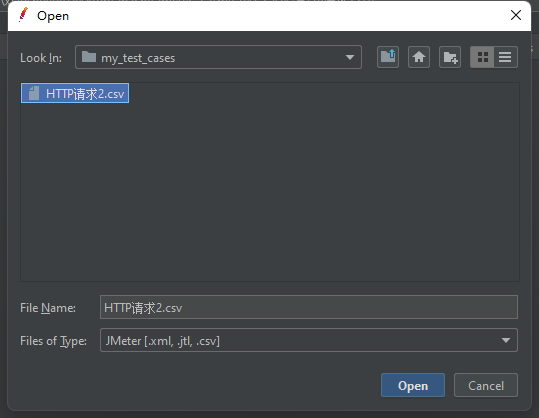 Open
Look In: my_test_cases
HTTP请求2.csv
File Name: HTTP请求2.csv
Files of Type: JMeter [.xml, .jtl, .csv]
Open Cancel